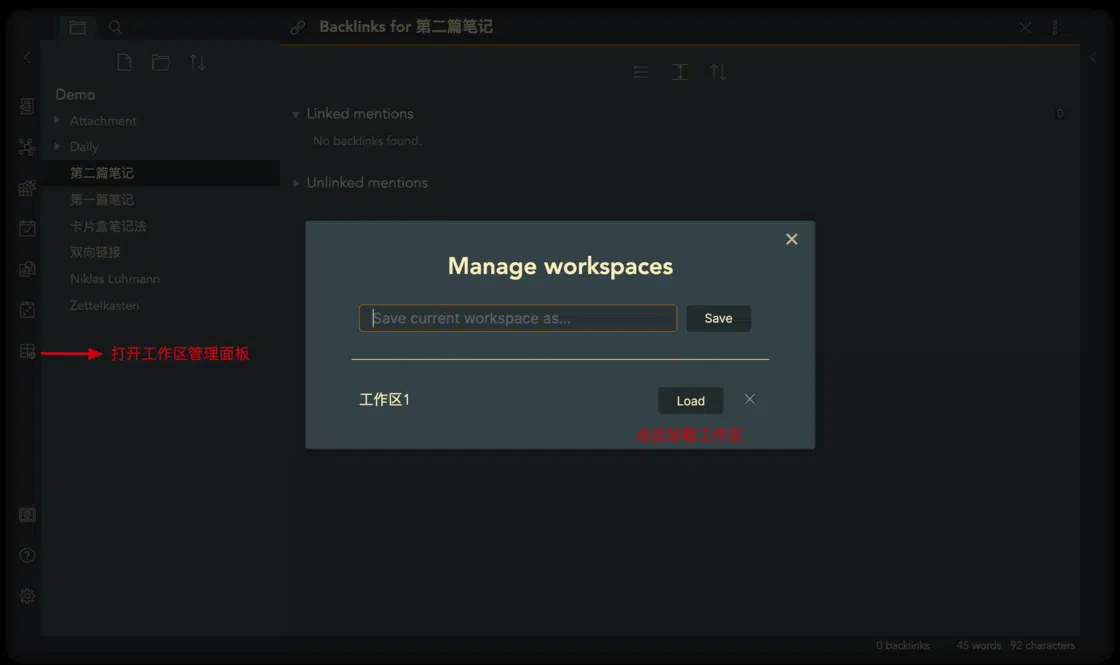 Backlinks for 第二篇笔记
Demo
Attachment
Daily
第二篇笔记
第一篇笔记
卡片盒笔记法
双向链接
Niklas Luhmann
Zettelkasten
打开工作区管理面板
Linked mentions
0
No backlinks found.
Unlinked mentions
Manage workspaces
Save current workspace as...
Save
工作区1
Load
点击加载工作区
0 backlinks
45 words
92 characters